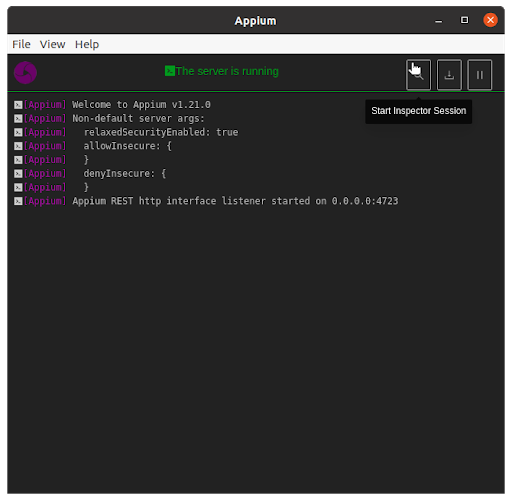 Appium
File View Help
The server is running
Start Inspector Session
[Appium] Welcome to Appium v1.21.0
[Appium] Non-default server args:
[Appium] relaxedSecurityEnabled: true
[Appium] allowInsecure: {
[Appium] }
[Appium] denyInsecure: {
[Appium] }
[Appium] Appium REST http interface listener started on 0.0.0.0:4723